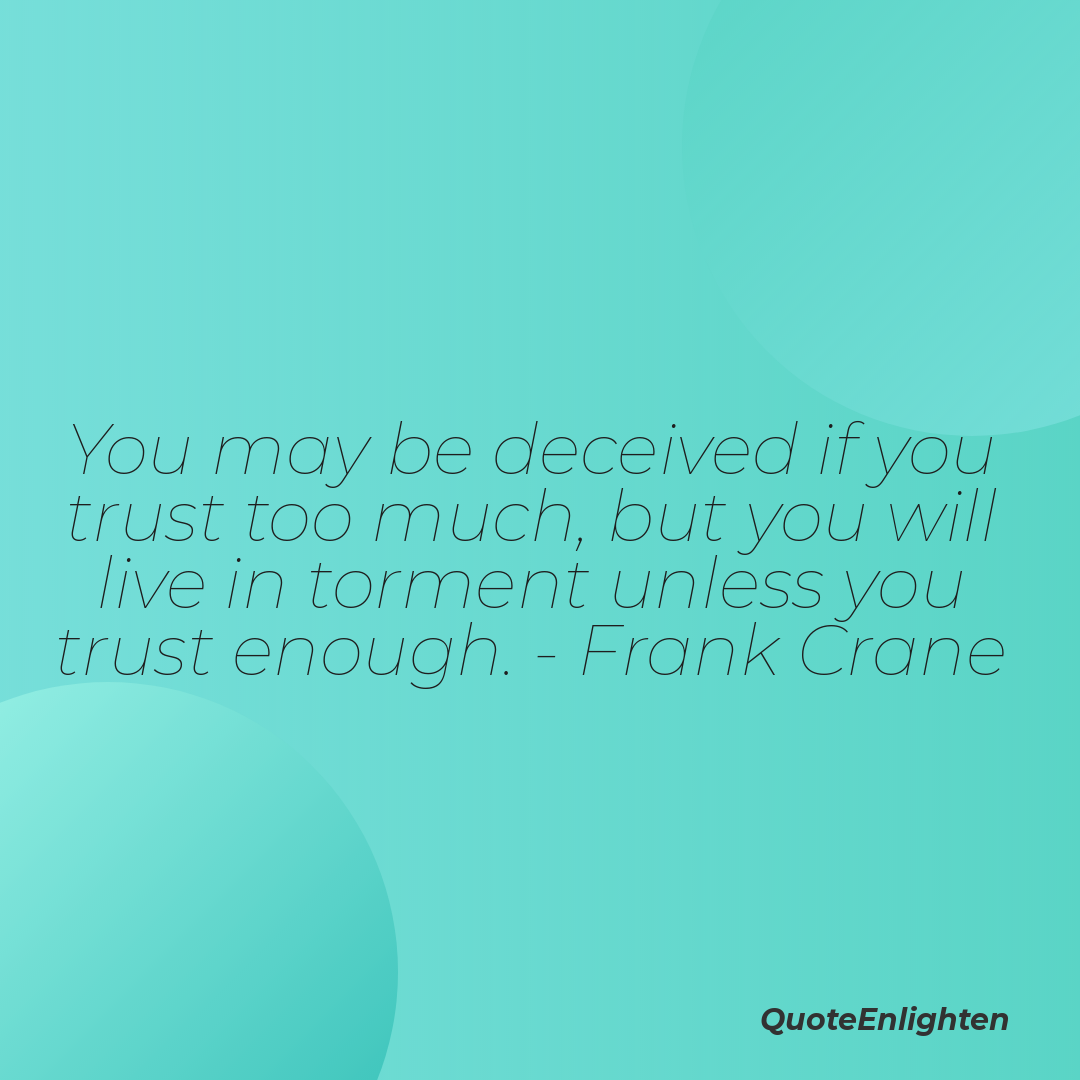 You may be deceived if you
trust too much, but you will
live in torment unless you
trust enough. - Frank Crane
QuoteEnlighten